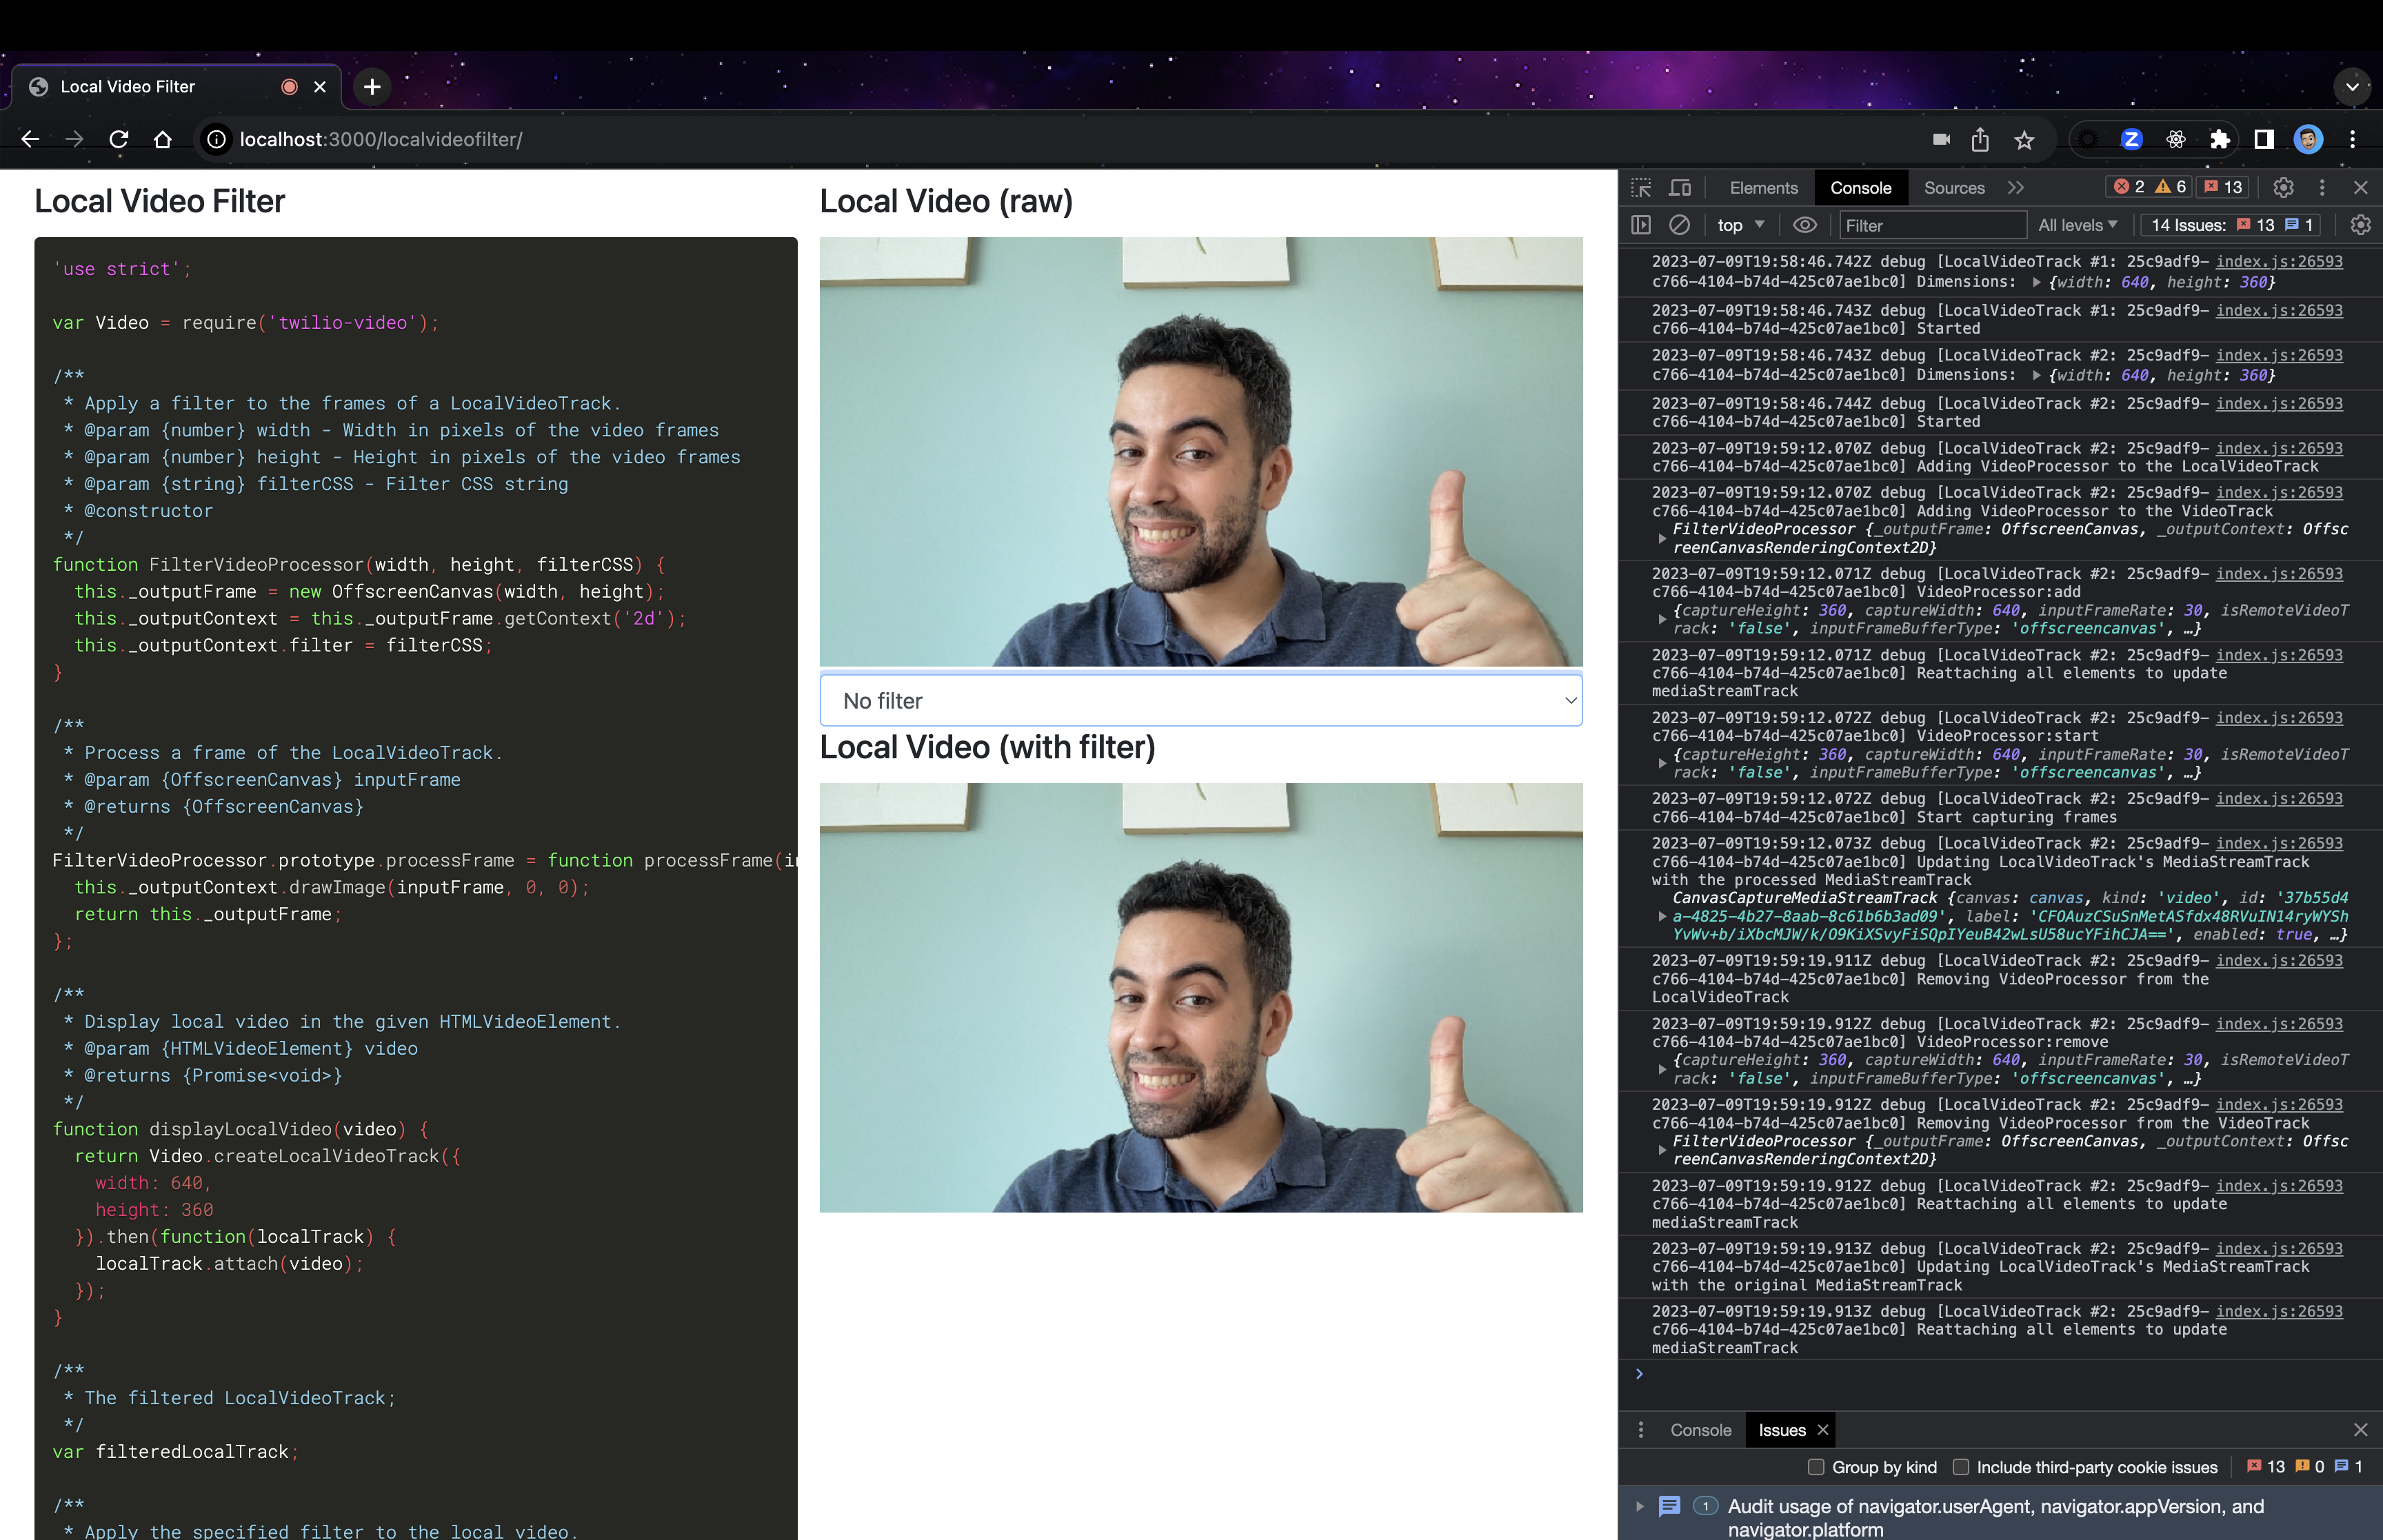 Local Video Filter
localhost:3000/localvideofilter/
Local Video Filter
'use strict';
var Video = require('twilio-video');
/**
* Apply a filter to the frames of a LocalVideoTrack.
* @param {number} width - Width in pixels of the video frames
* @param {number} height - Height in pixels of the video frames
* @param {string} filterCSS - Filter CSS string
* @constructor
*/
function FilterVideoProcessor(width, height, filterCSS) {
this._outputFrame = new OffscreenCanvas(width, height);
this._outputContext = this._outputFrame.getContext('2d');
this._outputContext.filter = filterCSS;
}
/**
* Process a frame of the LocalVideoTrack.
* @param {OffscreenCanvas} inputFrame
* @returns {OffscreenCanvas}
*/
FilterVideoProcessor.prototype.processFrame = function processFrame(in
this._outputContext.drawImage(inputFrame, 0, 0);
return this._outputFrame;
};
/**
* Display local video in the given HTMLVideoElement.
* @param {HTMLVideoElement} video
* @returns {Promise<void>}
*/
function displayLocalVideo(video) {
return Video.createLocalVideoTrack({
width: 640,
height: 360
}).then(function(localTrack) {
localTrack.attach(video);
});
}
/**
* The filtered LocalVideoTrack;
*/
var filteredLocalTrack;
/**
* Apply the specified filter to the local video.
Local Video (raw)
No filter
Local Video (with filter)
Elements Console Sources 2 6 13
top Filter All levels 14 Issues: 13 1
2023-07-09T19:58:46.742Z debug [LocalVideoTrack #1: 25c9adf9- index.js:26593
c766-4104-b74d-425c07ae1bc0] Dimensions: {width: 640, height: 360}
2023-07-09T19:58:46.743Z debug [LocalVideoTrack #1: 25c9adf9- index.js:26593
c766-4104-b74d-425c07ae1bc0] Started
2023-07-09T19:58:46.743Z debug [LocalVideoTrack #2: 25c9adf9- index.js:26593
c766-4104-b74d-425c07ae1bc0] Dimensions: {width: 640, height: 360}
2023-07-09T19:58:46.744Z debug [LocalVideoTrack #2: 25c9adf9- index.js:26593
c766-4104-b74d-425c07ae1bc0] Started
2023-07-09T19:59:12.070Z debug [LocalVideoTrack #2: 25c9adf9- index.js:26593
c766-4104-b74d-425c07ae1bc0] Adding VideoProcessor to the LocalVideoTrack
2023-07-09T19:59:12.070Z debug [LocalVideoTrack #2: 25c9adf9- index.js:26593
c766-4104-b74d-425c07ae1bc0] Adding VideoProcessor to the VideoTrack
FilterVideoProcessor {_outputFrame: OffscreenCanvas, _outputContext: Offsc
reenCanvasRenderingContext2D}
2023-07-09T19:59:12.071Z debug [LocalVideoTrack #2: 25c9adf9- index.js:26593
c766-4104-b74d-425c07ae1bc0] VideoProcessor:add
{captureHeight: 360, captureWidth: 640, inputFrameRate: 30, isRemoteVideoT
rack: 'false', inputFrameBufferType: 'offscreencanvas', …}
2023-07-09T19:59:12.071Z debug [LocalVideoTrack #2: 25c9adf9- index.js:26593
c766-4104-b74d-425c07ae1bc0] Reattaching all elements to update
mediaStreamTrack
2023-07-09T19:59:12.072Z debug [LocalVideoTrack #2: 25c9adf9- index.js:26593
c766-4104-b74d-425c07ae1bc0] VideoProcessor:start
{captureHeight: 360, captureWidth: 640, inputFrameRate: 30, isRemoteVideoT
rack: 'false', inputFrameBufferType: 'offscreencanvas', …}
2023-07-09T19:59:12.072Z debug [LocalVideoTrack #2: 25c9adf9- index.js:26593
c766-4104-b74d-425c07ae1bc0] Start capturing frames
2023-07-09T19:59:12.073Z debug [LocalVideoTrack #2: 25c9adf9- index.js:26593
c766-4104-b74d-425c07ae1bc0] Updating LocalVideoTrack's MediaStreamTrack
with the processed MediaStreamTrack
CanvasCaptureMediaStreamTrack {canvas: canvas, kind: 'video', id: '37b55d4
a-4825-4b27-8aab-8c61b6b3ad09', label: 'CFOAuzCSuSnMetASfdx48RVuIN14ryWYSh
YvWv+b/iXbcMJW/k/O9KiXSvyFiSQpIYeuB42wLsU58ucYFihCJA==', enabled: true, …}
2023-07-09T19:59:19.911Z debug [LocalVideoTrack #2: 25c9adf9- index.js:26593
c766-4104-b74d-425c07ae1bc0] Removing VideoProcessor from the
LocalVideoTrack
2023-07-09T19:59:19.912Z debug [LocalVideoTrack #2: 25c9adf9- index.js:26593
c766-4104-b74d-425c07ae1bc0] VideoProcessor:remove
{captureHeight: 360, captureWidth: 640, inputFrameRate: 30, isRemoteVideoT
rack: 'false', inputFrameBufferType: 'offscreencanvas', …}
2023-07-09T19:59:19.912Z debug [LocalVideoTrack #2: 25c9adf9- index.js:26593
c766-4104-b74d-425c07ae1bc0] Removing VideoProcessor from the VideoTrack
FilterVideoProcessor {_outputFrame: OffscreenCanvas, _outputContext: Offsc
reenCanvasRenderingContext2D}
2023-07-09T19:59:19.912Z debug [LocalVideoTrack #2: 25c9adf9- index.js:26593
c766-4104-b74d-425c07ae1bc0] Reattaching all elements to update
mediaStreamTrack
2023-07-09T19:59:19.913Z debug [LocalVideoTrack #2: 25c9adf9- index.js:26593
c766-4104-b74d-425c07ae1bc0] Updating LocalVideoTrack's MediaStreamTrack
with the original MediaStreamTrack
2023-07-09T19:59:19.913Z debug [LocalVideoTrack #2: 25c9adf9- index.js:26593
c766-4104-b74d-425c07ae1bc0] Reattaching all elements to update
mediaStreamTrack
Console Issues
Group by kind Include third-party cookie issues 13 0 1
1 Audit usage of navigator.userAgent, navigator.appVersion, and
navigator.platform